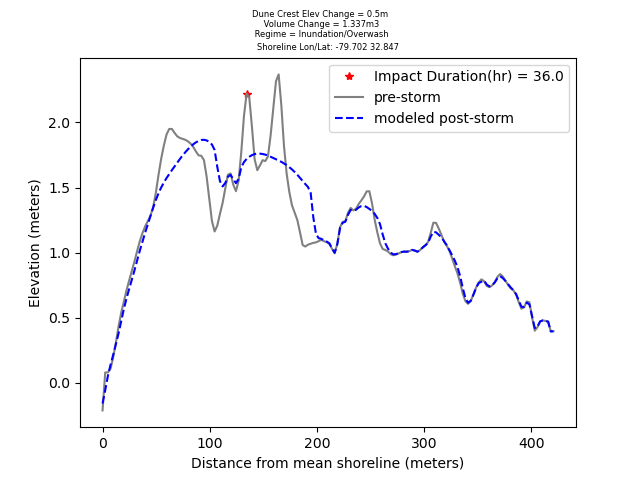 Dune Crest Elev Change = 0.5m
Volume Change = 1.337m3
Regime = Inundation/Overwash
Shoreline Lon/Lat: -79.702 32.847
Impact Duration(hr) = 36.0
pre-storm
modeled post-storm
2.0
1.5
1.0
0.5
0.0
Elevation (meters)
0 100 200 300 400
Distance from mean shoreline (meters)